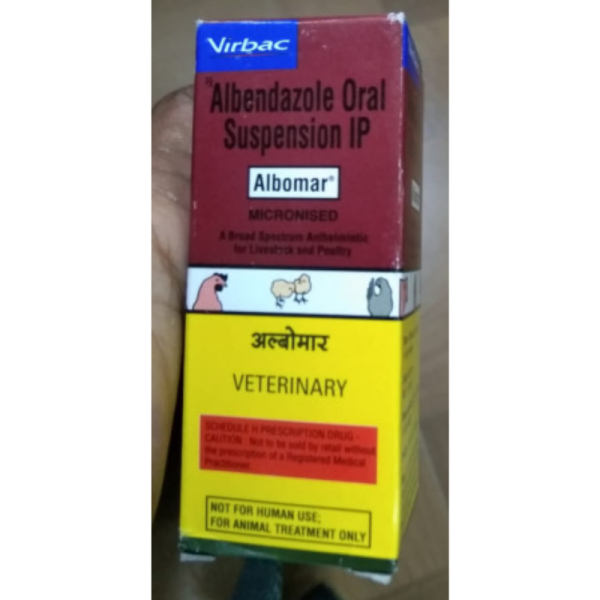 Virbac
Albendazole Oral
Suspension IP
Albomar®
MICRONISED
A Broad Spectrum Anthelmintic
for Livestock and Poultry
अल्बोमार
VETERINARY
SCHEDULE H PRESCRIPTION DRUG -
CAUTION : Not to be sold by retail without
the prescription of a Registered Medical
Practitioner.
NOT FOR HUMAN USE;
FOR ANIMAL TREATMENT ONLY